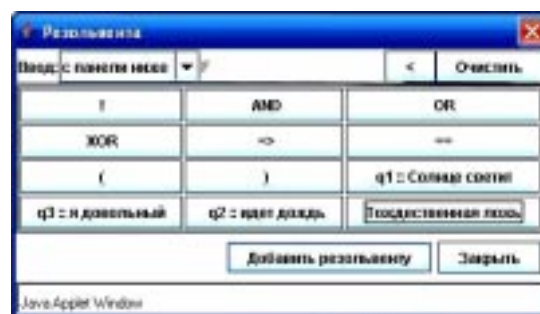 Резольвента
Ввод: с панели ниже F < Очистить
! AND OR
XOR -> ==
( ) q1 :: Солнце светит
q3 :: я довольный q2 :: идет дождь Тождественная ложь
Добавить резольвенту Закрыть
Java Applet Window